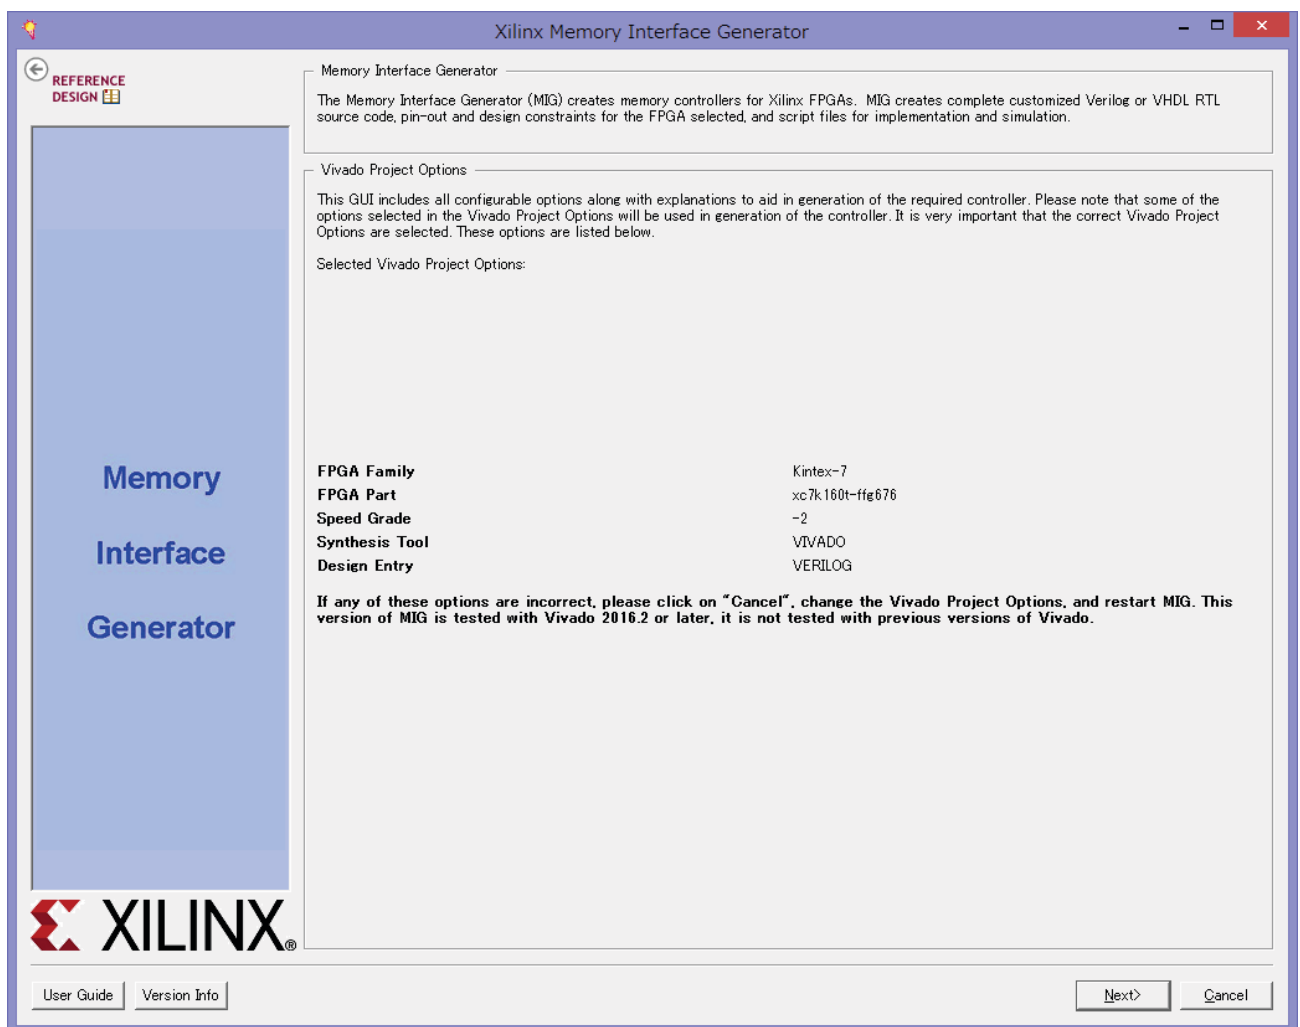 Xilinx Memory Interface Generator
REFERENCE
DESIGN
Memory
Interface
Generator
XILINX®
Memory Interface Generator
The Memory Interface Generator (MIG) creates memory controllers for Xilinx FPGAs. MIG creates complete customized Verilog or VHDL RTL
source code, pin-out and design constraints for the FPGA selected, and script files for implementation and simulation.
Vivado Project Options
This GUI includes all configurable options along with explanations to aid in generation of the required controller. Please note that some of the
options selected in the Vivado Project Options will be used in generation of the controller. It is very important that the correct Vivado Project
Options are selected. These options are listed below.
Selected Vivado Project Options:
FPGA Family Kintex-7
FPGA Part xc7k160t-ffg676
Speed Grade -2
Synthesis Tool VIVADO
Design Entry VERILOG
If any of these options are incorrect, please click on "Cancel", change the Vivado Project Options, and restart MIG. This
version of MIG is tested with Vivado 2016.2 or later, it is not tested with previous versions of Vivado.
User Guide Version Info Next> Cancel